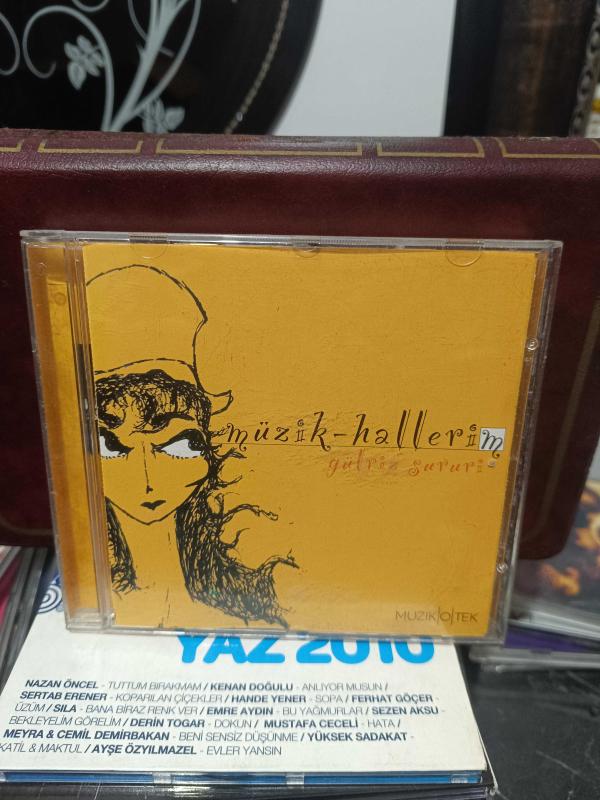 müzik-hallerim
gülriz sururi
MUZIK|O|TEK
YAZ 2010
NAZAN ÖNCEL - TUTTUM BIRAKMAM / KENAN DOĞULU - ANLIYOR MUSUN /
SERTAB ERENER - KOPARILAN ÇİÇEKLER / HANDE YENER - SOPA / FERHAT GÖÇER -
ÜZÜM / SILA - BANA BİRAZ RENK VER / EMRE AYDIN - BU YAĞMURLAR / SEZEN AKSU -
BEKLEYELİM GÖRELİM / DERİN TOGAR - DOKUN / MUSTAFA CECELİ - HATA /
MEYRA & CEMİL DEMİRBAKAN - BENİ SENSİZ DÜŞÜNME / YÜKSEK SADAKAT -
KATİL & MAKTUL / AYŞE ÖZYILMAZEL - EVLER YANSIN